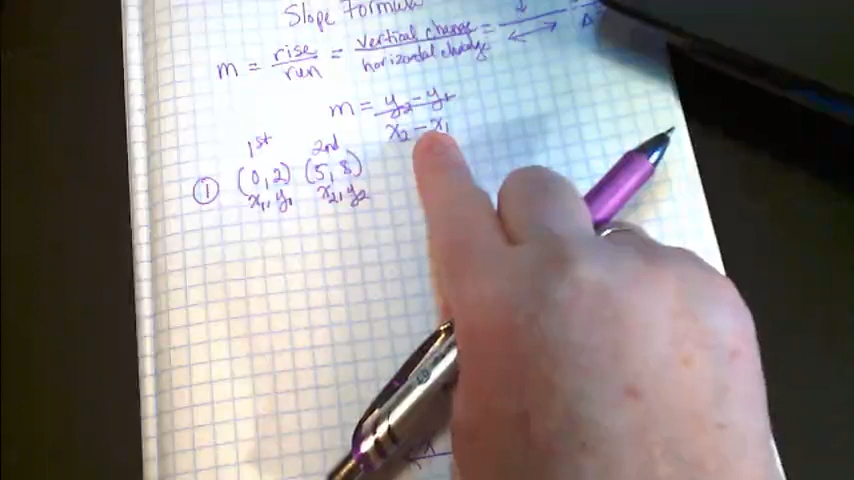 Slope Formula
m = rise/run = vertical change/horizontal change =
m = y₂-y₁/x₂-x₁
1st 2nd
① (0,2) (5,8)
x₁,y₁ x₂,y₂